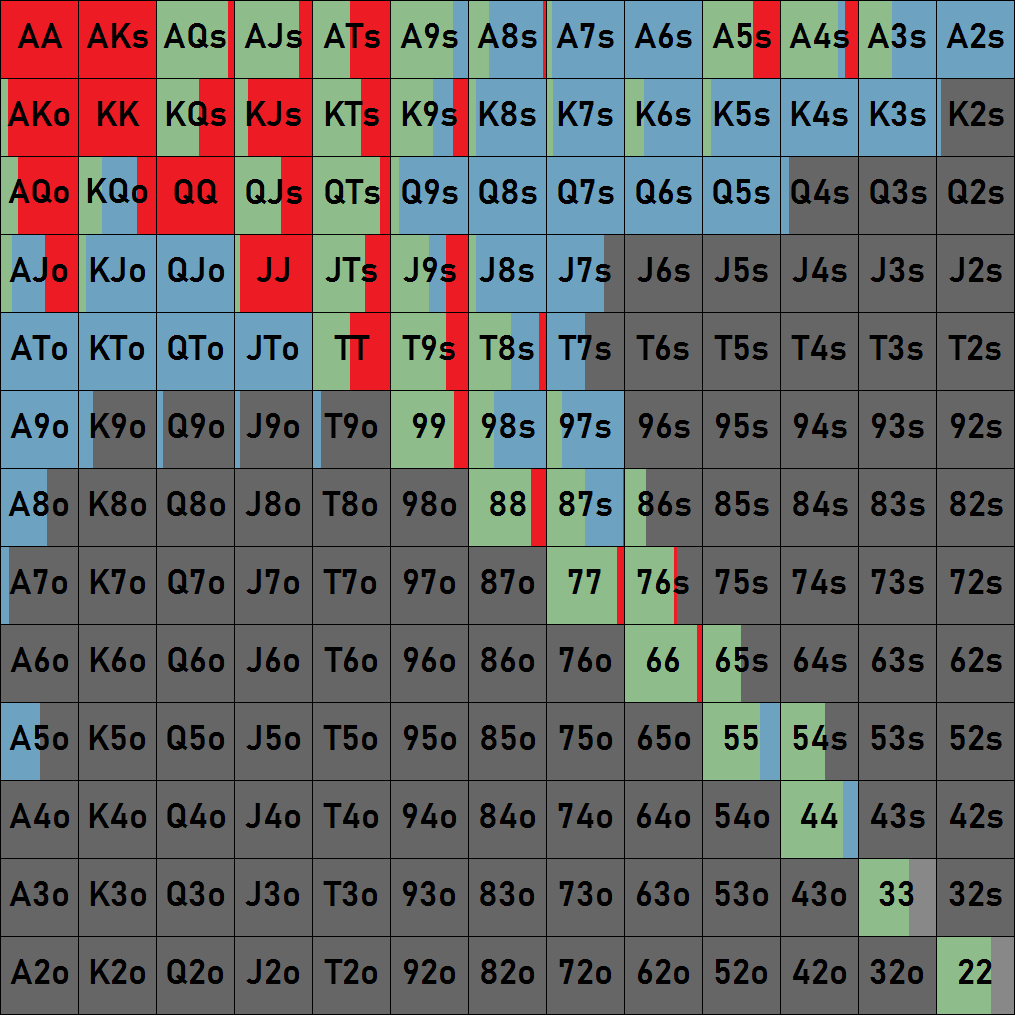 AA AKs AQs AJs ATs A9s A8s A7s A6s A5s A4s A3s A2s
AKo KK KQs KJs KTs K9s K8s K7s K6s K5s K4s K3s K2s
AQo KQo QQ QJs QTs Q9s Q8s Q7s Q6s Q5s Q4s Q3s Q2s
AJo KJo QJo JJ JTs J9s J8s J7s J6s J5s J4s J3s J2s
ATo KTo QTo JTo TT T9s T8s T7s T6s T5s T4s T3s T2s
A9o K9o Q9o J9o T9o 99 98s 97s 96s 95s 94s 93s 92s
A8o K8o Q8o J8o T8o 98o 88 87s 86s 85s 84s 83s 82s
A7o K7o Q7o J7o T7o 97o 87o 77 76s 75s 74s 73s 72s
A6o K6o Q6o J6o T6o 96o 86o 76o 66 65s 64s 63s 62s
A5o K5o Q5o J5o T5o 95o 85o 75o 65o 55 54s 53s 52s
A4o K4o Q4o J4o T4o 94o 84o 74o 64o 54o 44 43s 42s
A3o K3o Q3o J3o T3o 93o 83o 73o 63o 53o 43o 33 32s
A2o K2o Q2o J2o T2o 92o 82o 72o 62o 52o 42o 32o 22